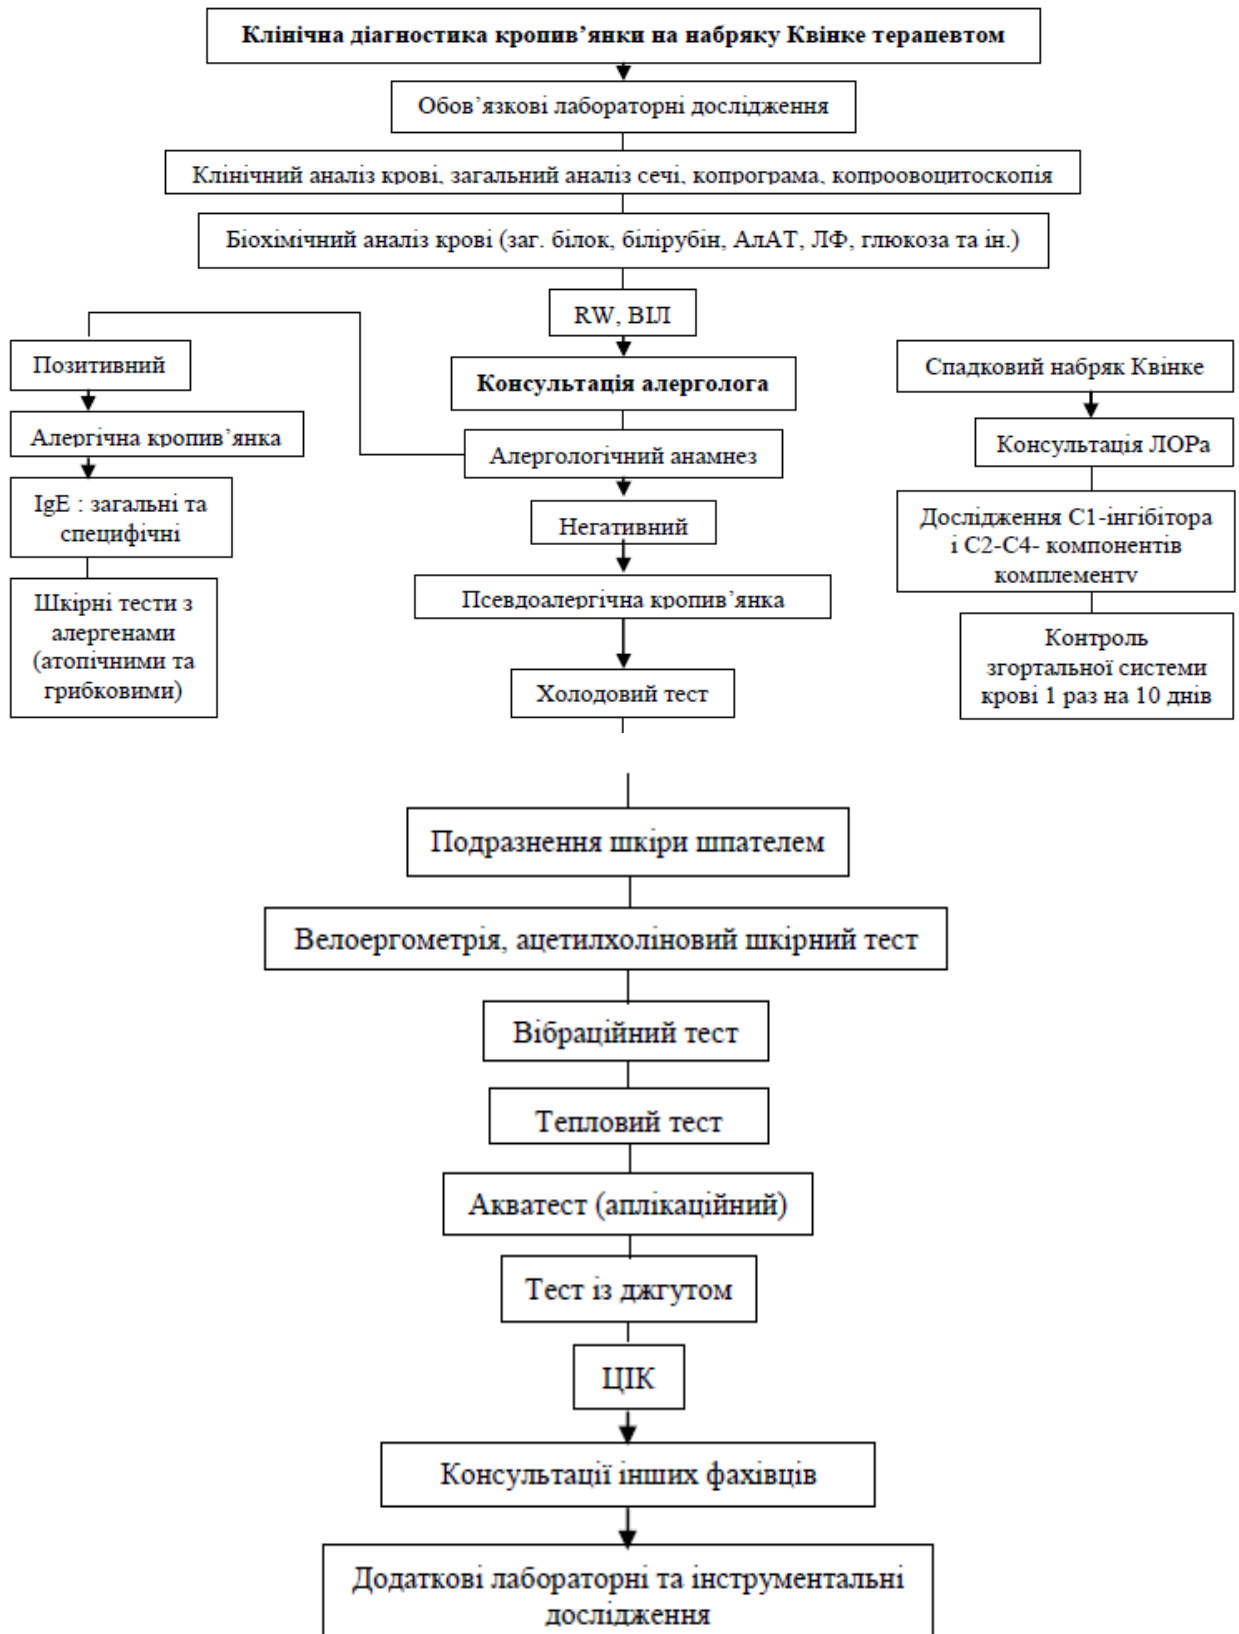 Клінічна діагностика кропив’янки на набряку Квінке терапевтом
Обов’язкові лабораторні дослідження
Клінічний аналіз крові, загальний аналіз сечі, копрограма, копроовоцитоскопія
Біохімічний аналіз крові (заг. білок, білірубін, АлАТ, ЛФ, глюкоза та ін.)
RW, ВІЛ
Консультація алерголога
Алергологічний анамнез
Позитивний
Алергічна кропив’янка
IgE : загальні та
специфічні
Шкірні тести з
алергенами
(атопічними та
грибковими)
Негативний
Псевдоалергічна кропив’янка
Холодовий тест
Спадковий набряк Квінке
Консультація ЛОРа
Дослідження С1-інгібітора
і С2-С4- компонентів
комплементу
Контроль
згортальної системи
крові 1 раз на 10 днів
Подразнення шкіри шпателем
Велоергометрія, ацетилхоліновий шкірний тест
Вібраційний тест
Тепловий тест
Акватест (аплікаційний)
Тест із джгутом
ЦІК
Консультації інших фахівців
Додаткові лабораторні та інструментальні
дослідження